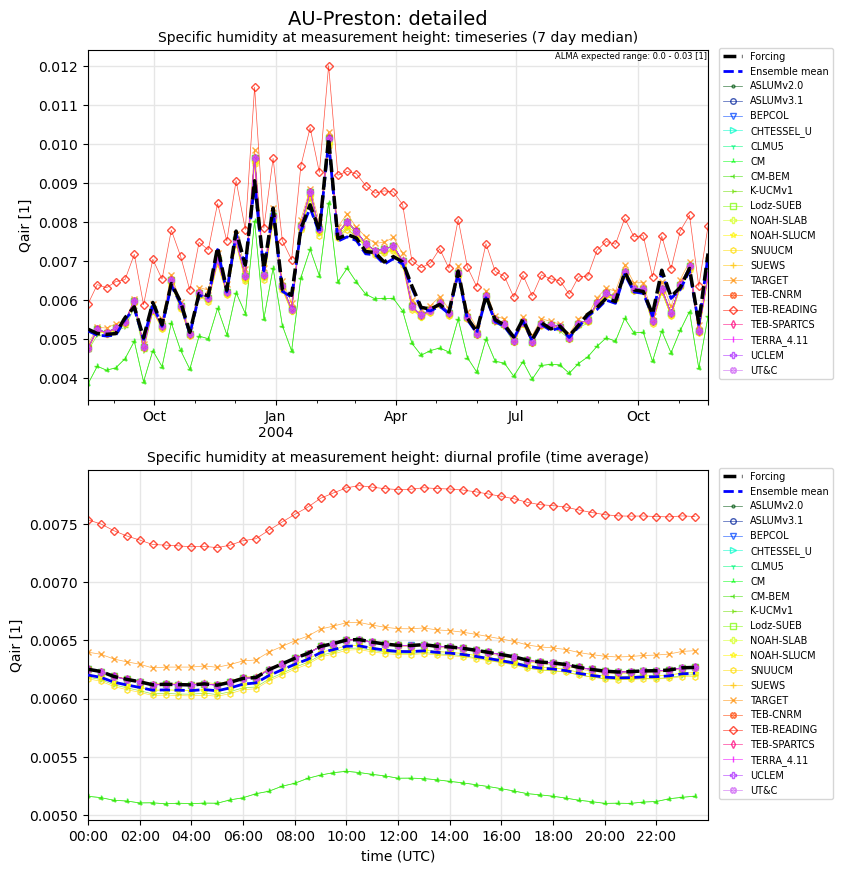 AU-Preston: detailed
Specific humidity at measurement height: timeseries (7 day median)
ALMA expected range: 0.0 - 0.03 [1]
0.012
0.011
0.010
0.009
0.008
0.007
0.006
0.005
0.004
Qair [1]
Oct
Jan
2004
Apr
Jul
Oct
Forcing
Ensemble mean
ASLUMv2.0
ASLUMv3.1
BEPCOL
CHTESSEL_U
CLMU5
CM
CM-BEM
K-UCMv1
Lodz-SUEB
NOAH-SLAB
NOAH-SLUCM
SNUUCM
SUEWS
TARGET
TEB-CNRM
TEB-READING
TEB-SPARTCS
TERRA_4.11
UCLEM
UT&C
Specific humidity at measurement height: diurnal profile (time average)
0.0075
0.0070
0.0065
0.0060
0.0055
0.0050
Qair [1]
00:00 02:00 04:00 06:00 08:00 10:00 12:00 14:00 16:00 18:00 20:00 22:00
time (UTC)
Forcing
Ensemble mean
ASLUMv2.0
ASLUMv3.1
BEPCOL
CHTESSEL_U
CLMU5
CM
CM-BEM
K-UCMv1
Lodz-SUEB
NOAH-SLAB
NOAH-SLUCM
SNUUCM
SUEWS
TARGET
TEB-CNRM
TEB-READING
TEB-SPARTCS
TERRA_4.11
UCLEM
UT&C